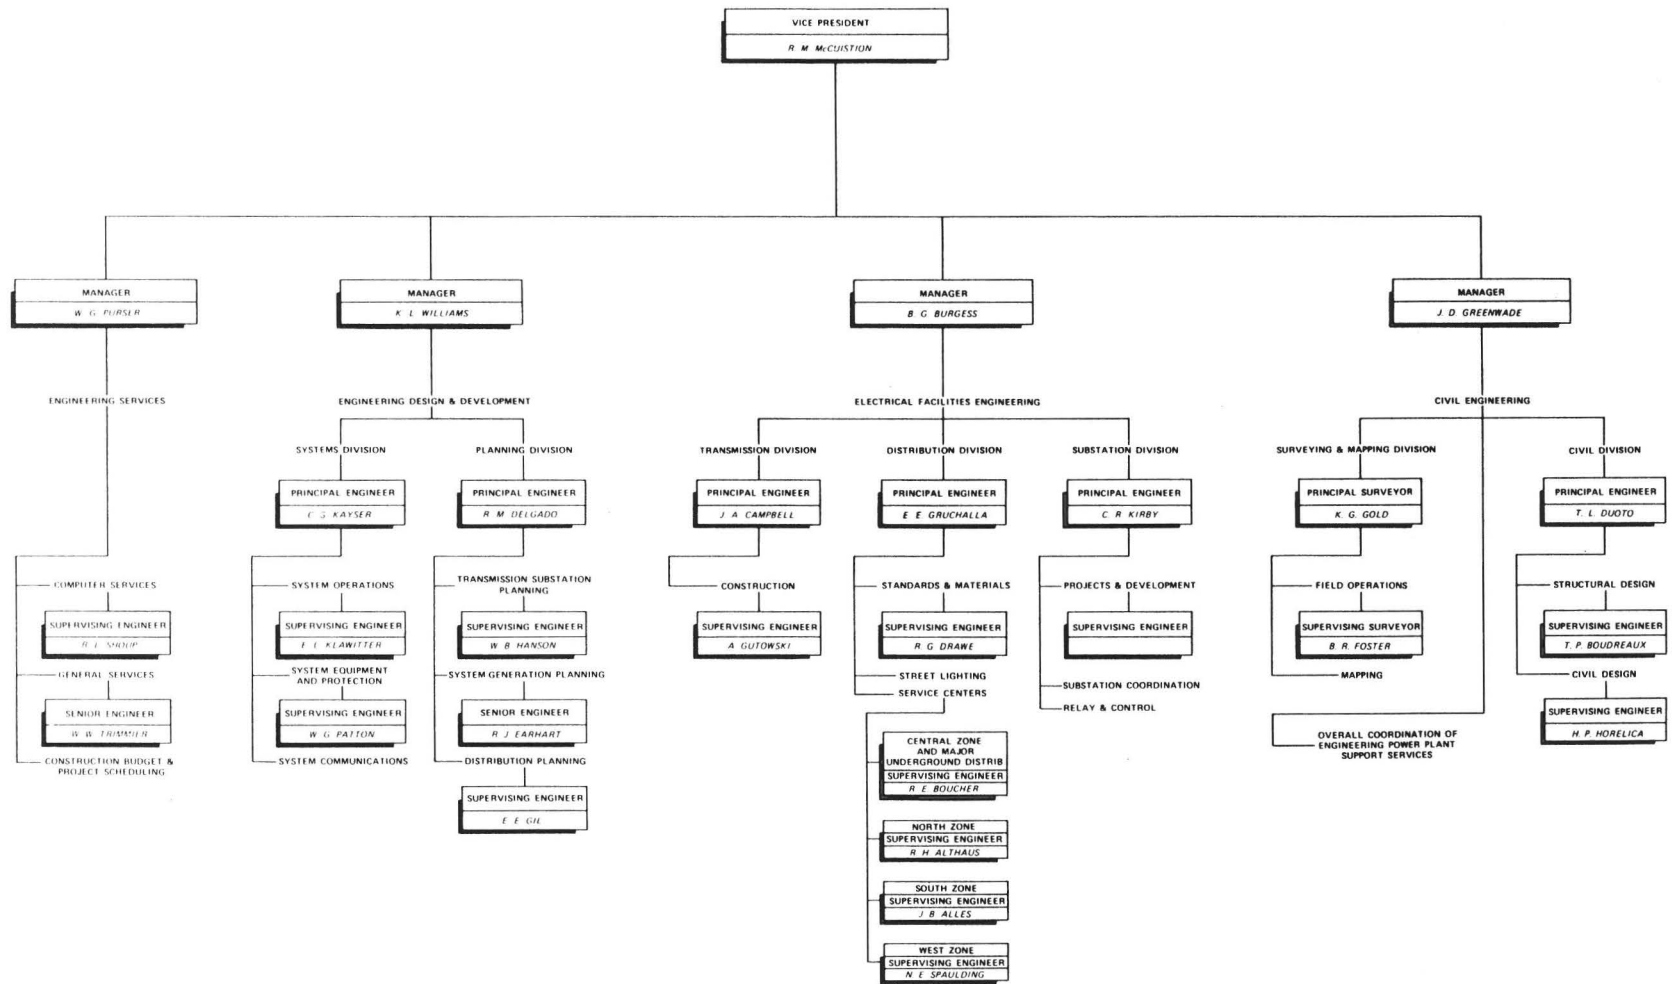 VICE PRESIDENT
R. M. McCUISTION
MANAGER
W. G. PURSER
MANAGER
K. L. WILLIAMS
MANAGER
B. G. BURGESS
MANAGER
J. D. GREENWADE
ENGINEERING SERVICES
COMPUTER SERVICES
SUPERVISING ENGINEER
R. L. SHOUP
GENERAL SERVICES
SENIOR ENGINEER
W. W. TRIMMIER
CONSTRUCTION BUDGET &
PROJECT SCHEDULING
ENGINEERING DESIGN & DEVELOPMENT
SYSTEMS DIVISION
PRINCIPAL ENGINEER
C. G. KAYSER
SYSTEM OPERATIONS
SUPERVISING ENGINEER
E. L. KLAWITTER
SYSTEM EQUIPMENT
AND PROTECTION
SUPERVISING ENGINEER
W. G. PATTON
SYSTEM COMMUNICATIONS
PLANNING DIVISION
PRINCIPAL ENGINEER
R. M. DELGADO
TRANSMISSION SUBSTATION
PLANNING
SUPERVISING ENGINEER
W. B. HANSON
SYSTEM GENERATION PLANNING
SENIOR ENGINEER
R. J. EARHART
DISTRIBUTION PLANNING
SUPERVISING ENGINEER
E. E. GIL
ELECTRICAL FACILITIES ENGINEERING
TRANSMISSION DIVISION
PRINCIPAL ENGINEER
J. A. CAMPBELL
CONSTRUCTION
SUPERVISING ENGINEER
A. GUTOWSKI
DISTRIBUTION DIVISION
PRINCIPAL ENGINEER
E. E. GRUCHALLA
STANDARDS & MATERIALS
SUPERVISING ENGINEER
R. G. DRAWE
STREET LIGHTING
SERVICE CENTERS
CENTRAL ZONE
AND MAJOR
UNDERGROUND DISTRIB
SUPERVISING ENGINEER
R. E. BOUCHER
NORTH ZONE
SUPERVISING ENGINEER
R. H. ALTHAUS
SOUTH ZONE
SUPERVISING ENGINEER
J. B. ALLES
WEST ZONE
SUPERVISING ENGINEER
N. E. SPAULDING
SUBSTATION DIVISION
PRINCIPAL ENGINEER
C. R. KIRBY
PROJECTS & DEVELOPMENT
SUPERVISING ENGINEER
SUBSTATION COORDINATION
RELAY & CONTROL
CIVIL ENGINEERING
SURVEYING & MAPPING DIVISION
PRINCIPAL SURVEYOR
K. G. GOLD
FIELD OPERATIONS
SUPERVISING SURVEYOR
B. R. FOSTER
MAPPING
OVERALL COORDINATION OF
ENGINEERING POWER PLANT
SUPPORT SERVICES
CIVIL DIVISION
PRINCIPAL ENGINEER
T. L. DUOTO
STRUCTURAL DESIGN
SUPERVISING ENGINEER
T. P. BOUDREAUX
CIVIL DESIGN
SUPERVISING ENGINEER
H. P. HORELICA